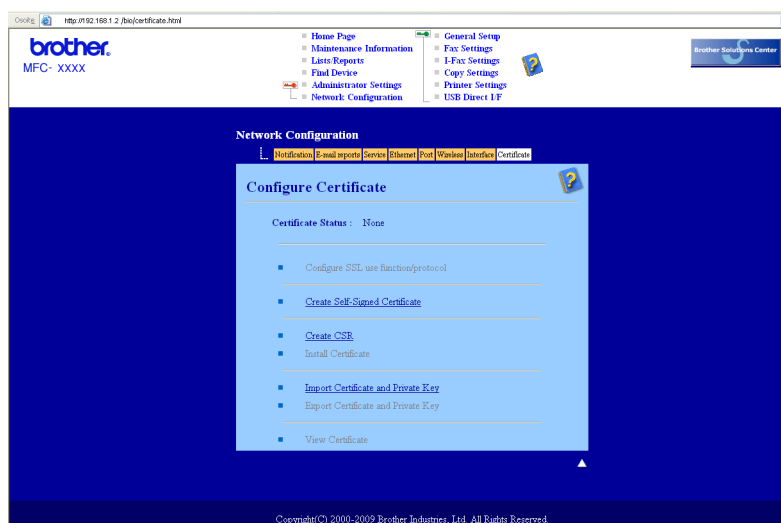 Osoite http://192.168.1.2 /bio/certificate.html
brother.
MFC- XXXX
Home Page
Maintenance Information
Lists/Reports
Find Device
Administrator Settings
Network Configuration
General Setup
Fax Settings
I-Fax Settings
Copy Settings
Printer Settings
USB Direct I/F
Brother Solutions Center
Network Configuration
Notification E-mail reports Service Ethernet Port Wireless Interface Certificate
Configure Certificate
Certificate Status : None
Configure SSL use function/protocol
Create Self-Signed Certificate
Create CSR
Install Certificate
Import Certificate and Private Key
Export Certificate and Private Key
View Certificate
Copyright(C) 2000-2009 Brother Industries, Ltd. All Rights Reserved.